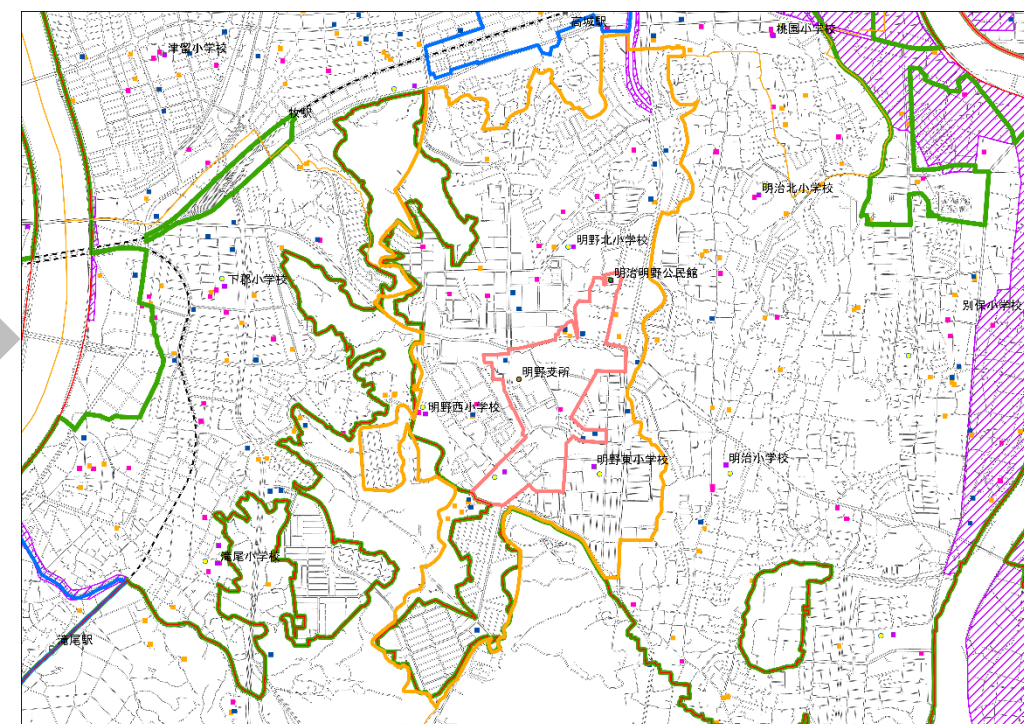 高城駅
桃園小学校
津留小学校
牧駅
明治北小学校
明野北小学校
明治明野公民館
下郡小学校
別保小学校
明野支所
明野西小学校
明野東小学校
明治小学校
滝尾小学校
滝尾駅